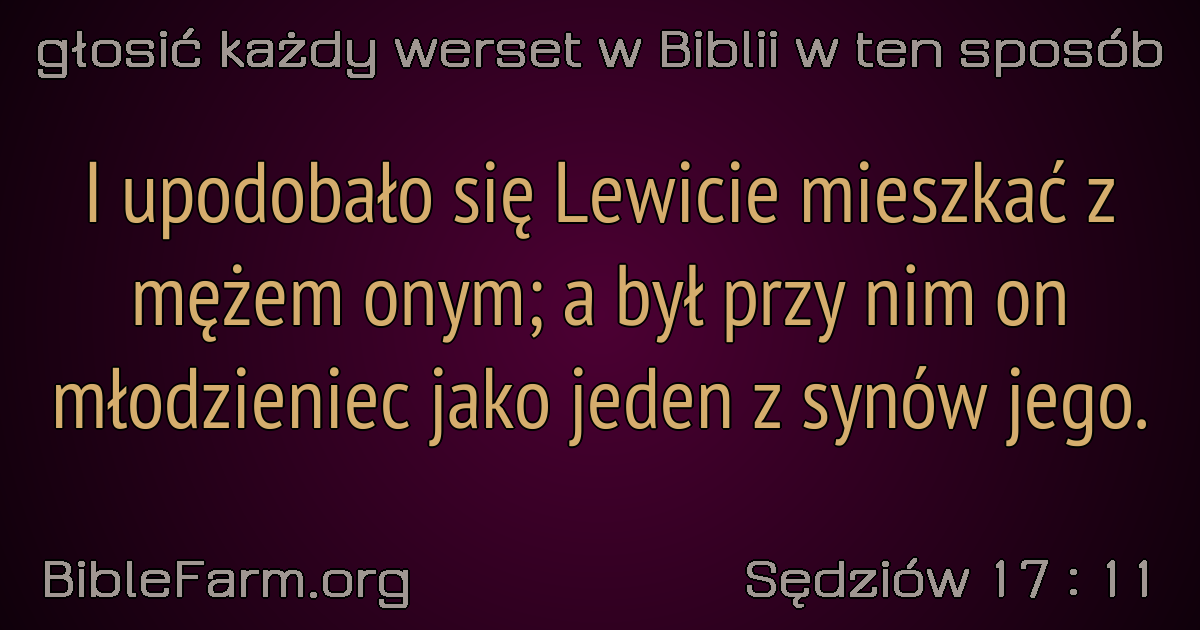 głosić każdy werset w Biblii w ten sposób
I upodobało się Lewicie mieszkać z
mężem onym; a był przy nim on
młodzieniec jako jeden z synów jego.
BibleFarm.org
Sędziów 17 : 11